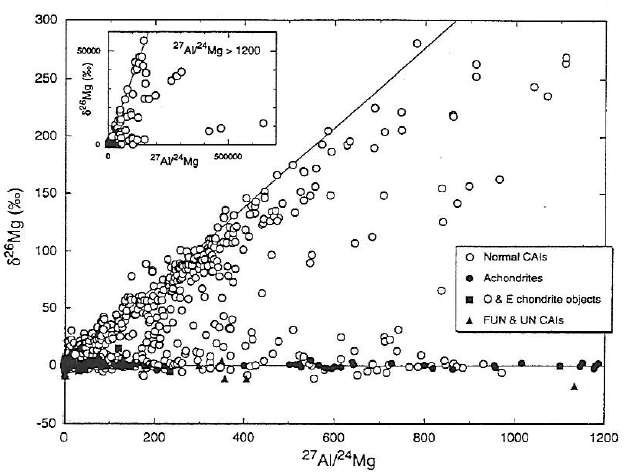 300
250
200
150
100
50
0
-50
δ²⁶Mg (‰)
0 200 400 600 800 1000 1200
²⁷Al/²⁴Mg
50000
0
δ²⁶Mg (‰)
²⁷Al/²⁴Mg > 1200
0 500000
²⁷Al/²⁴Mg
Normal CAIs
Achondrites
O & E chondrite objects
FUN & UN CAIs